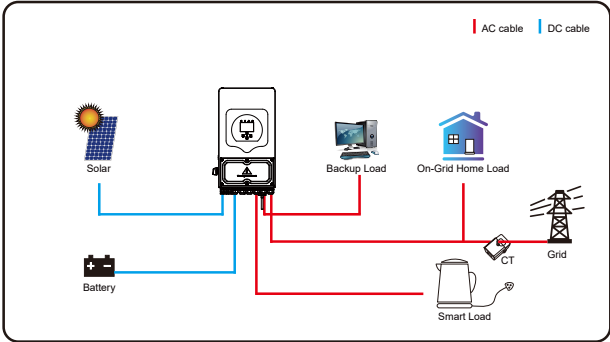 AC cable
DC cable
Solar
Backup Load
On-Grid Home Load
CT
Grid
Battery
Smart Load